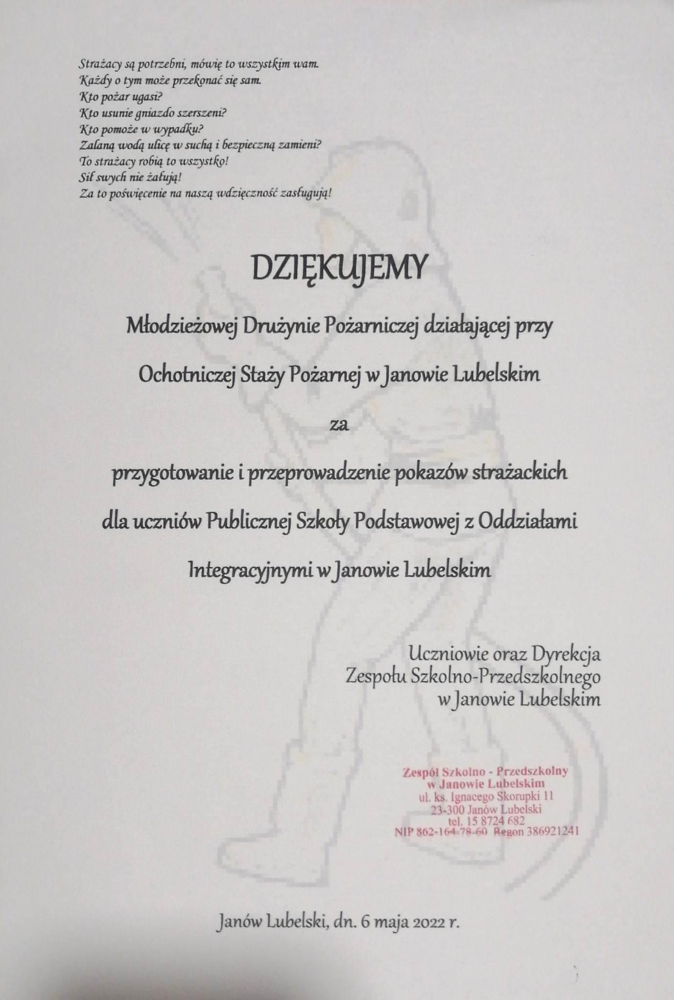 Strażacy są potrzebni, mówię to wszystkim wam.
Każdy o tym może przekonać się sam.
Kto pożar ugasi?
Kto usunie gniazdo szerszeni?
Kto pomoże w wypadku?
Zalaną wodą ulicę w suchą i bezpieczną zamieni?
To strażacy robią to wszystko!
Sił swych nie żałują!
Za to poświęcenie na naszą wdzięczność zasługują!
DZIĘKUJEMY
Młodzieżowej Drużynie Pożarniczej działającej przy
Ochotniczej Staży Pożarnej w Janowie Lubelskim
za
przygotowanie i przeprowadzenie pokazów strażackich
dla uczniów Publicznej Szkoły Podstawowej z Oddziałami
Integracyjnymi w Janowie Lubelskim
Uczniowie oraz Dyrekcja
Zespołu Szkolno-Przedszkolnego
w Janowie Lubelskim
Zespół Szkolno - Przedszkolny
w Janowie Lubelskim
ul. ks. Ignacego Skorupki 11
23-300 Janów Lubelski
tel. 15 8724 682
NIP 862-164-78-60 Regon 386921241
Janów Lubelski, dn. 6 maja 2022 r.